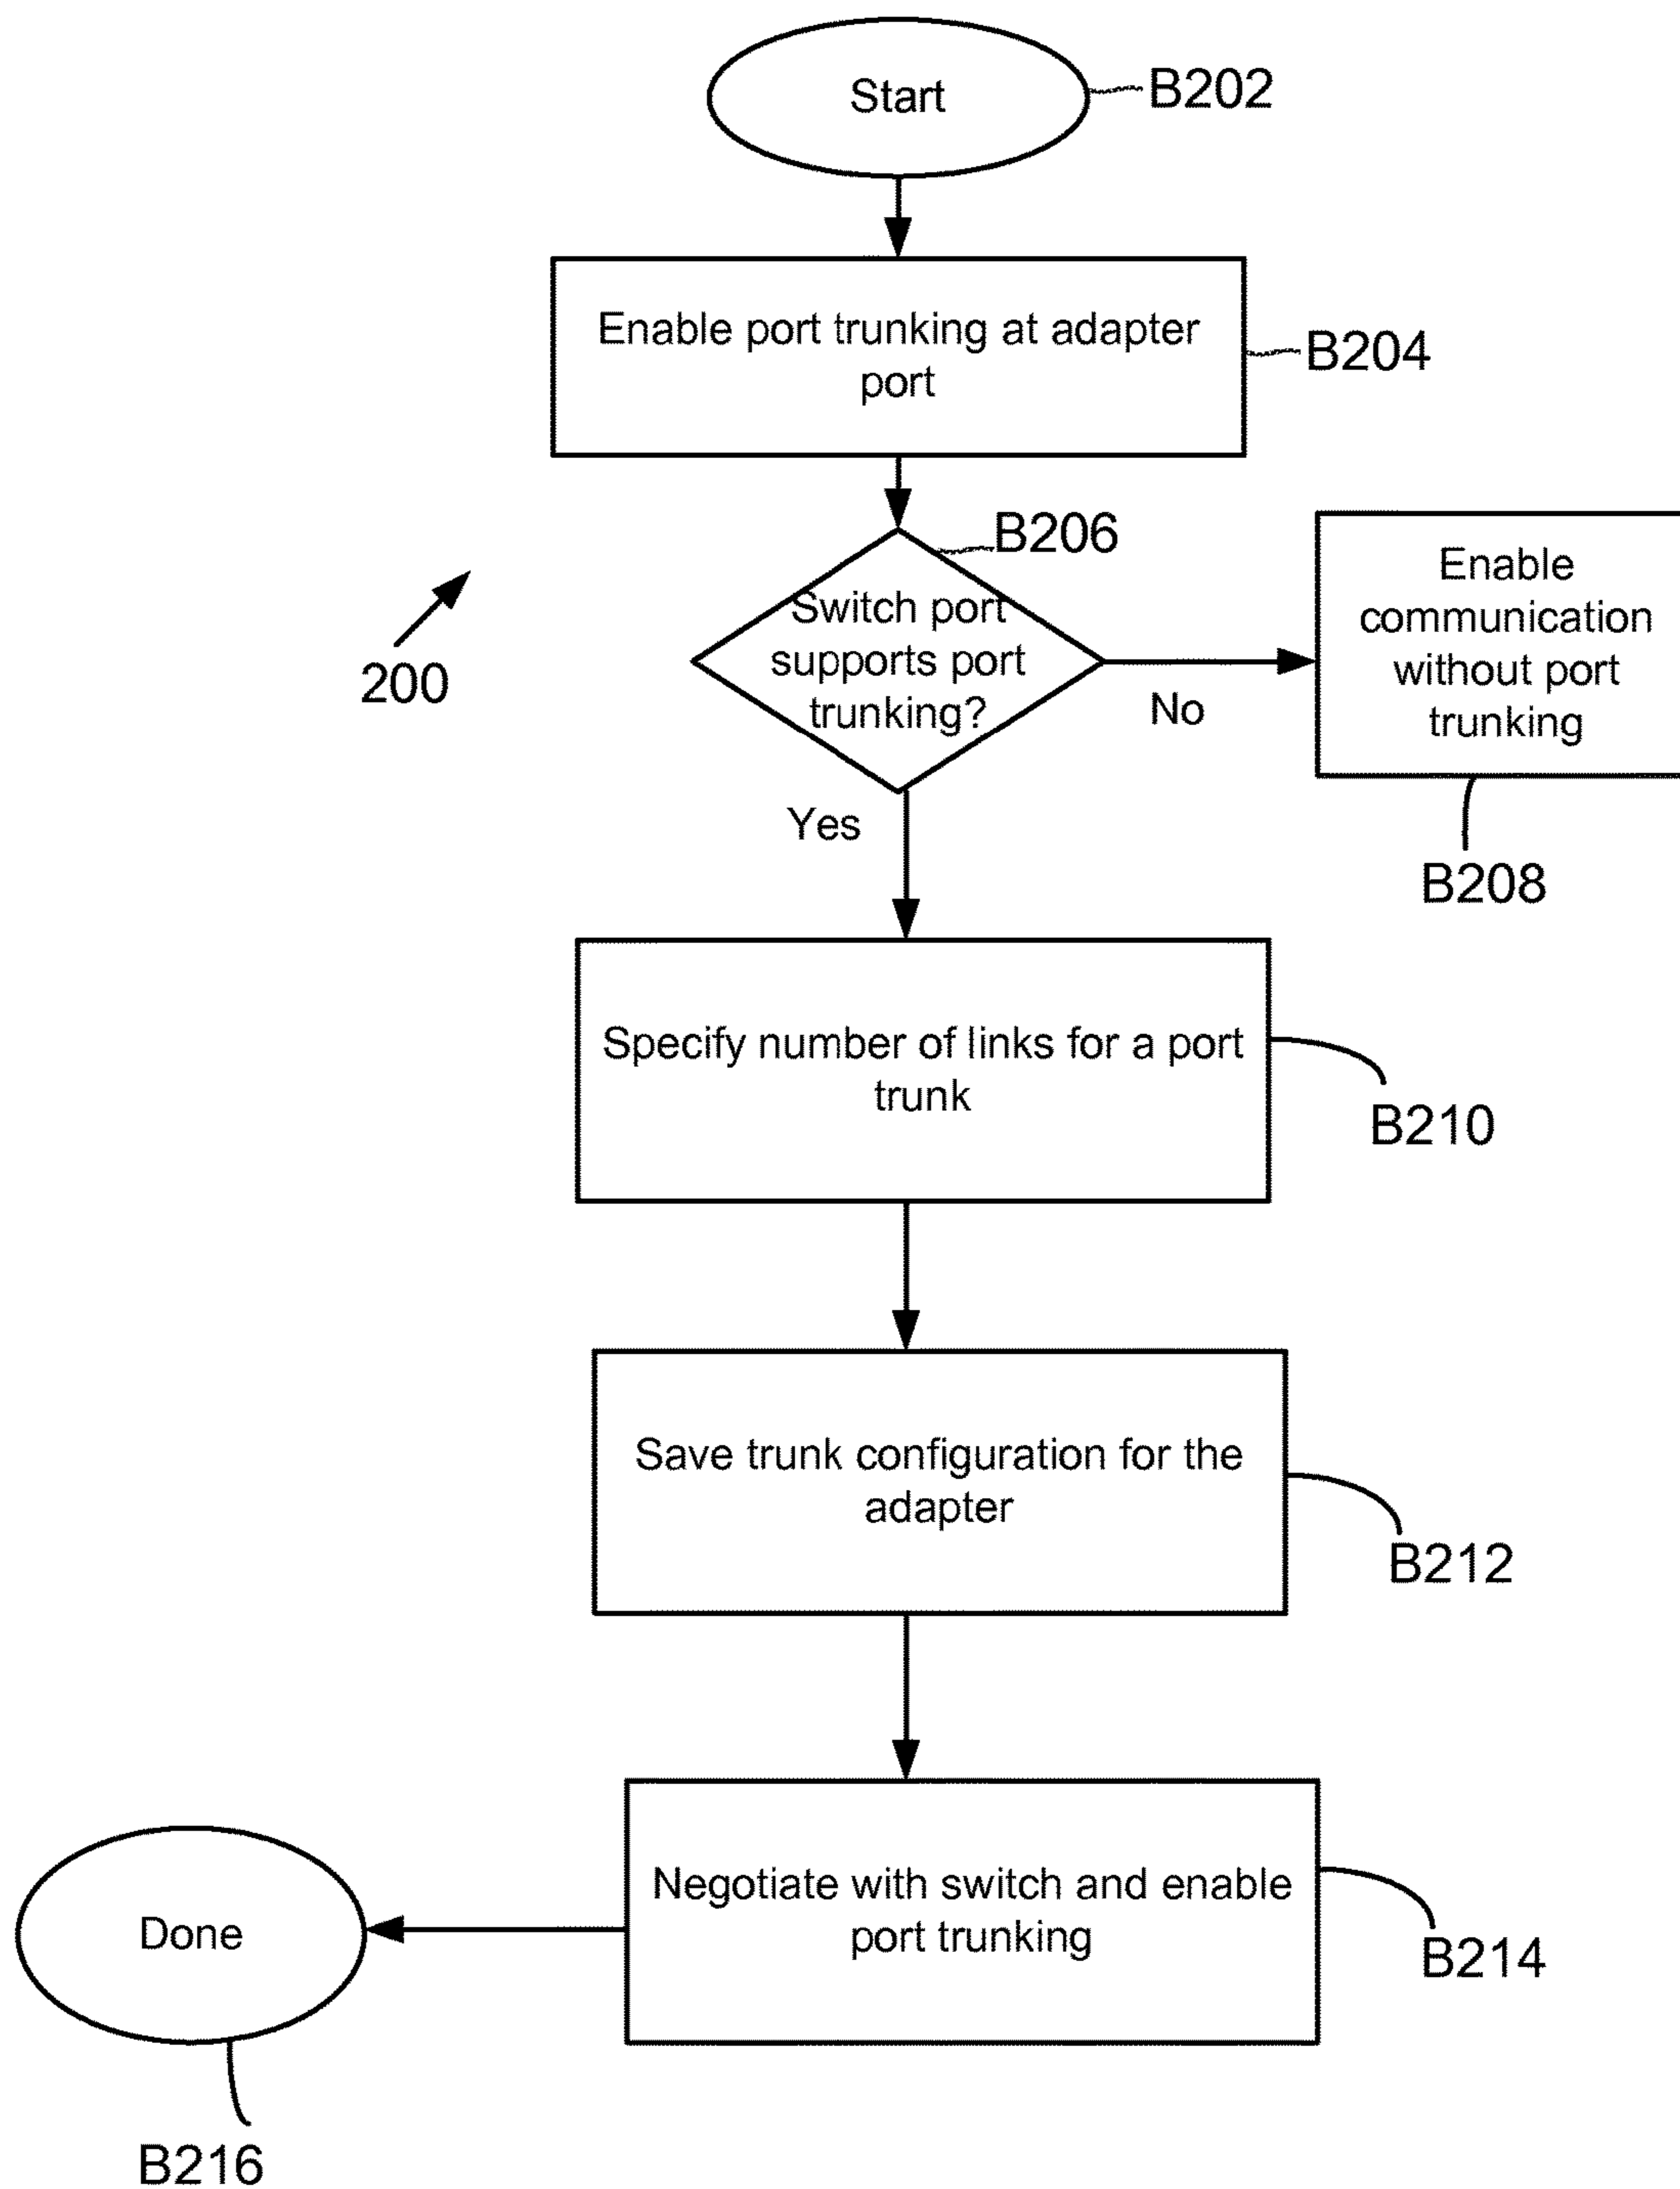 Start
B202
Enable port trunking at adapter
port
B204
B206
Switch port
supports port
trunking?
No
Enable
communication
without port
trunking
B208
200
Yes
Specify number of links for a port
trunk
B210
Save trunk configuration for the
adapter
B212
Negotiate with switch and enable
port trunking
B214
Done
B216